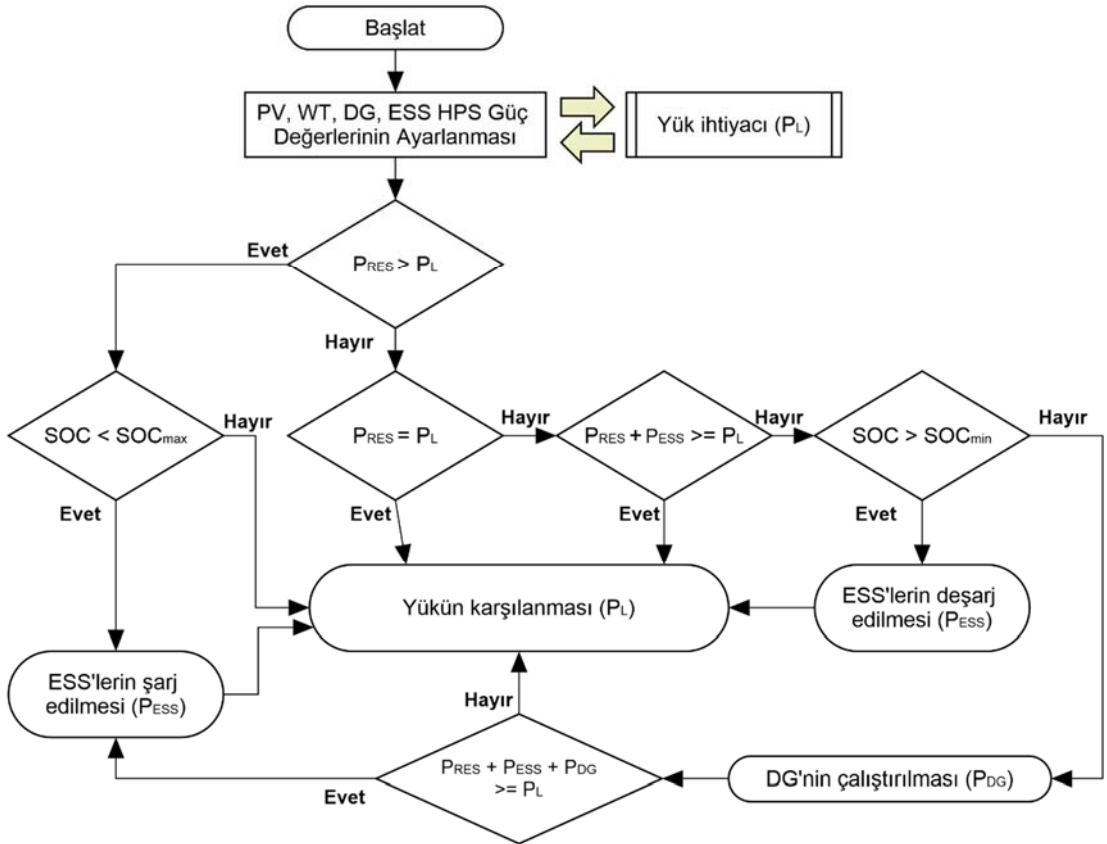 Başlat
PV, WT, DG, ESS HPS Güç
Değerlerinin Ayarlanması
Yük ihtiyacı (PL)
Evet
PRES > PL
Hayır
SOC < SOCmax
Hayır
PRES = PL
Hayır
PRES + PESS >= PL
Hayır
SOC > SOCmin
Hayır
Evet
Evet
Evet
Evet
Yükün karşılanması (PL)
ESS'lerin deşarj
edilmesi (PESS)
ESS'lerin şarj
edilmesi (PESS)
Hayır
PRES + PESS + PDG
>= PL
Evet
DG'nin çalıştırılması (PDG)